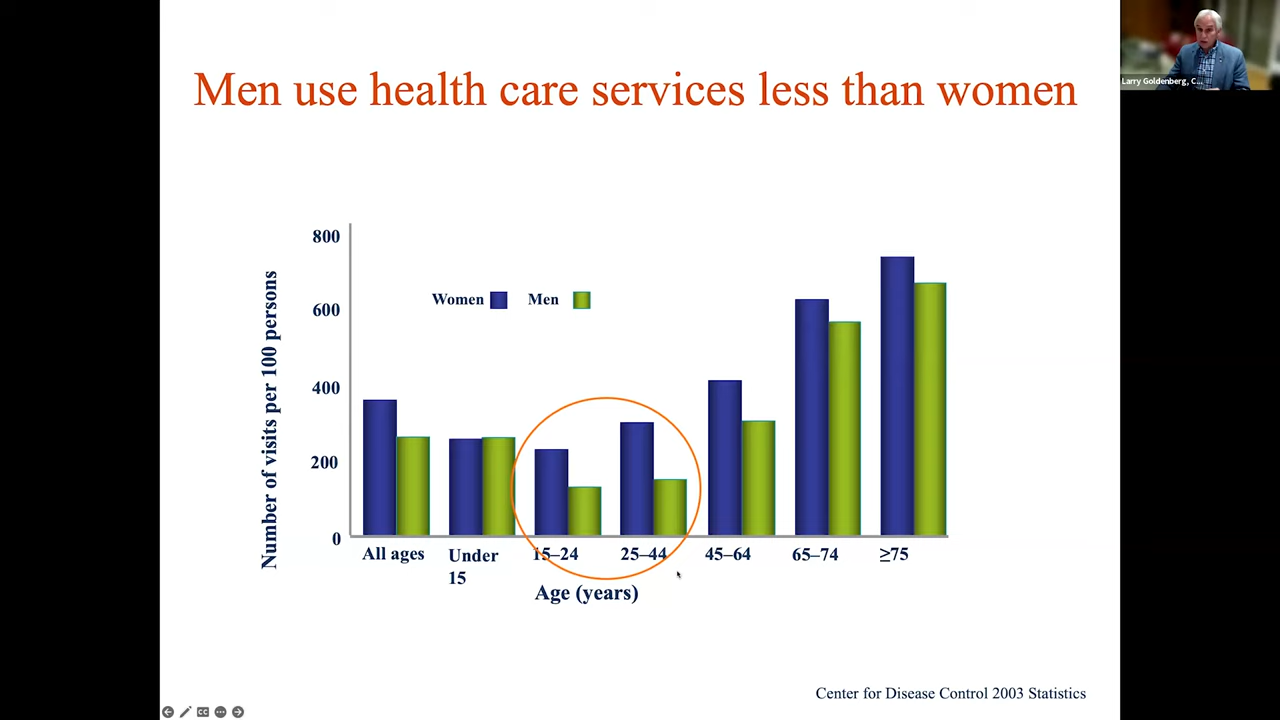 Men use health care services less than women
Larry Goldenberg, C...
800
600
400
200
0
Number of visits per 100 persons
Women
Men
All ages
Under
15
15–24
25–44
45–64
65–74
≥75
Age (years)
Center for Disease Control 2003 Statistics
CC